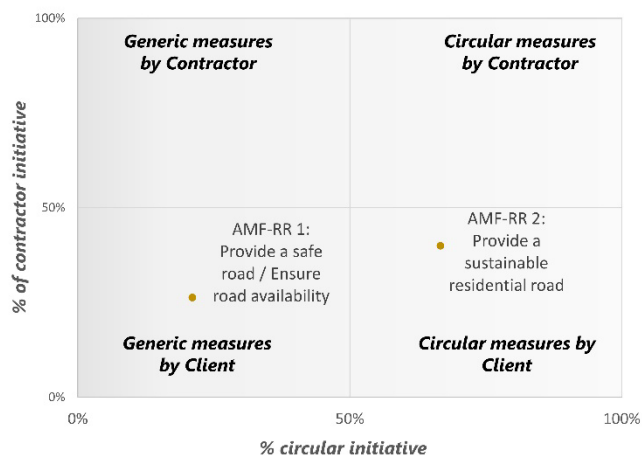 100%
Generic measures
by Contractor
Circular measures
by Contractor
% of contractor initiative
50%
AMF-RR 1:
Provide a safe
road / Ensure
road availability
AMF-RR 2:
Provide a
sustainable
residential road
Generic measures
by Client
Circular measures by
Client
0%
0%
50%
100%
% circular initiative